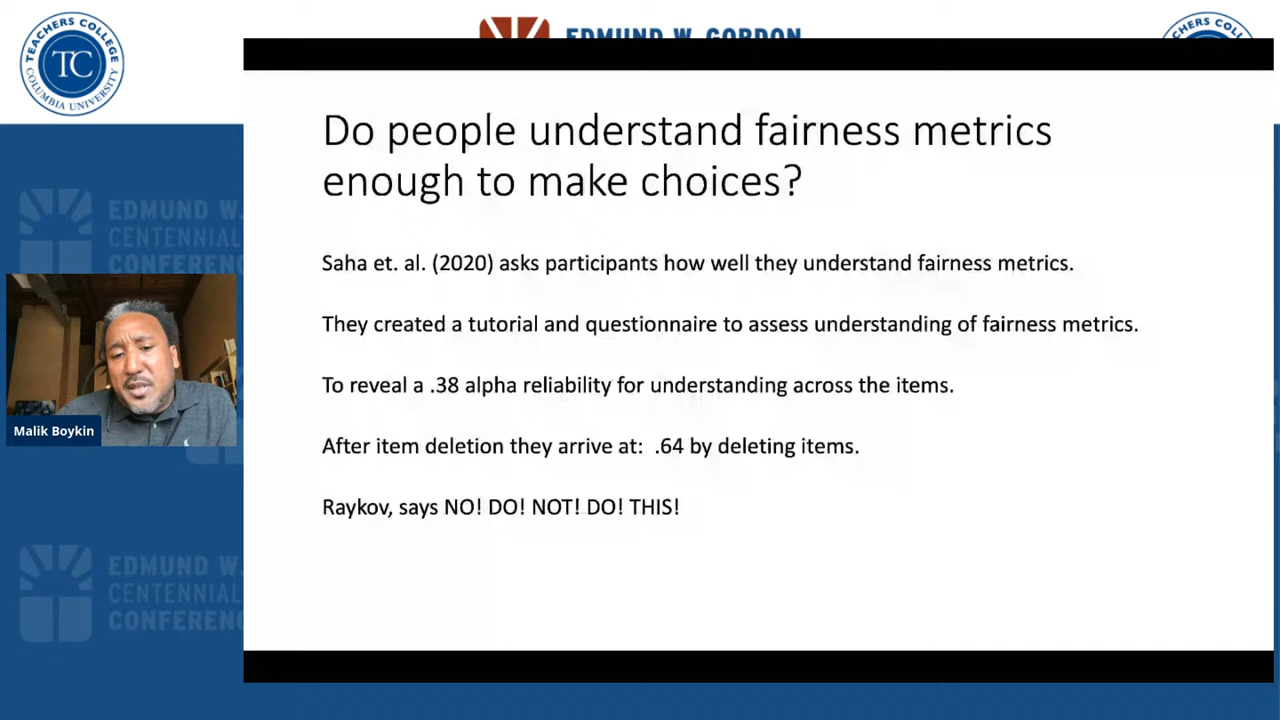 TEACHERS COLLEGE
TC
COLUMBIA UNIVERSITY
EDMUND W. GORDON
TEACHERS COLLEGE
Do people understand fairness metrics
enough to make choices?
Saha et. al. (2020) asks participants how well they understand fairness metrics.
They created a tutorial and questionnaire to assess understanding of fairness metrics.
To reveal a .38 alpha reliability for understanding across the items.
After item deletion they arrive at:  .64 by deleting items.
Raykov, says NO! DO! NOT! DO! THIS!
EDMUND W.
CENTENNIAL
CONFERENCE
Malik Boykin
EDMUND W.
CENTENNIAL
CONFERENCE